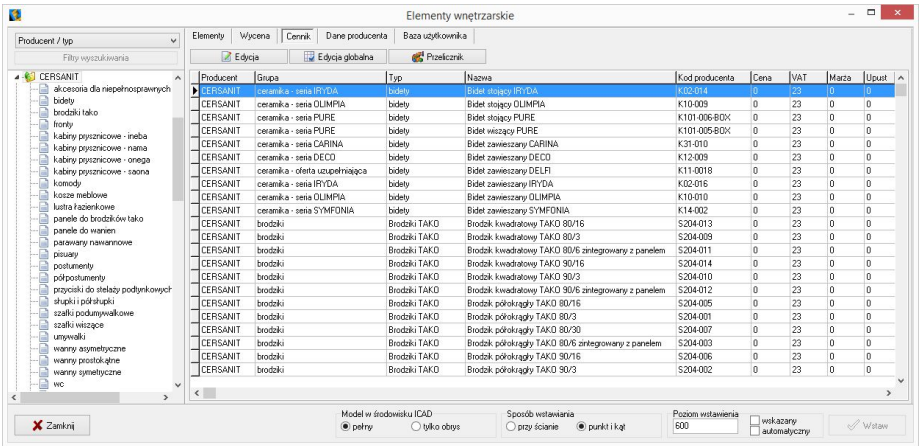 Elementy wnętrzarskie
Producent / typ
Filtry wyszukiwania
Elementy Wycena Cennik Dane producenta Baza użytkownika
Edycja Edycja globalna Przelicznik
CERSANIT
akcesoria dla niepełnosprawnych
bidety
brodziki tako
fronty
kabiny prysznicowe - ineba
kabiny prysznicowe - nama
kabiny prysznicowe - onega
kabiny prysznicowe - saona
komody
kosze meblowe
lustra łazienkowe
panele do brodzików tako
panele do wanien
parawany nawannowe
pisuary
postumenty
półpostumenty
przyciski do stelaży podtynkowych
słupki i półsłupki
szafki podumywalkowe
szafki wiszące
umywalki
wanny asymetryczne
wanny prostokątne
wanny symetryczne
wc
Producent Grupa Typ Nazwa Kod producenta Cena VAT Marża Upust
CERSANIT ceramika - seria IRYDA bidety Bidet stojący IRYDA K02-014 0 23 0 0
CERSANIT ceramika - seria OLIMPIA bidety Bidet stojący OLIMPIA K10-009 0 23 0 0
CERSANIT ceramika - seria PURE bidety Bidet stojący PURE K101-006-BOX 0 23 0 0
CERSANIT ceramika - seria PURE bidety Bidet wiszący PURE K101-005-BOX 0 23 0 0
CERSANIT ceramika - seria CARINA bidety Bidet zawieszany CARINA K31-010 0 23 0 0
CERSANIT ceramika - seria DECO bidety Bidet zawieszany DECO K12-009 0 23 0 0
CERSANIT ceramika - oferta uzupełniająca bidety Bidet zawieszany DELFI K11-0018 0 23 0 0
CERSANIT ceramika - seria IRYDA bidety Bidet zawieszany IRYDA K02-016 0 23 0 0
CERSANIT ceramika - seria OLIMPIA bidety Bidet zawieszany OLIMPIA K10-010 0 23 0 0
CERSANIT ceramika - seria SYMFONIA bidety Bidet zawieszany SYMFONIA K14-002 0 23 0 0
CERSANIT brodziki Brodziki TAKO Brodzik kwadratowy TAKO 80/16 S204-013 0 23 0 0
CERSANIT brodziki Brodziki TAKO Brodzik kwadratowy TAKO 80/3 S204-009 0 23 0 0
CERSANIT brodziki Brodziki TAKO Brodzik kwadratowy TAKO 80/6 zintegrowany z panelem S204-011 0 23 0 0
CERSANIT brodziki Brodziki TAKO Brodzik kwadratowy TAKO 90/16 S204-014 0 23 0 0
CERSANIT brodziki Brodziki TAKO Brodzik kwadratowy TAKO 90/3 S204-010 0 23 0 0
CERSANIT brodziki Brodziki TAKO Brodzik kwadratowy TAKO 90/6 zintegrowany z panelem S204-012 0 23 0 0
CERSANIT brodziki Brodziki TAKO Brodzik półokrągły TAKO 80/16 S204-005 0 23 0 0
CERSANIT brodziki Brodziki TAKO Brodzik półokrągły TAKO 80/3 S204-001 0 23 0 0
CERSANIT brodziki Brodziki TAKO Brodzik półokrągły TAKO 80/30 S204-007 0 23 0 0
CERSANIT brodziki Brodziki TAKO Brodzik półokrągły TAKO 80/6 zintegrowany z panelem S204-003 0 23 0 0
CERSANIT brodziki Brodziki TAKO Brodzik półokrągły TAKO 90/16 S204-006 0 23 0 0
CERSANIT brodziki Brodziki TAKO Brodzik półokrągły TAKO 90/3 S204-002 0 23 0 0
Zamknij
Model w środowisku ICAD
pełny tylko obrys
Sposób wstawiania
przy ścianie punkt i kąt
Poziom wstawienia
600
wskazany
automatyczny
Wstaw